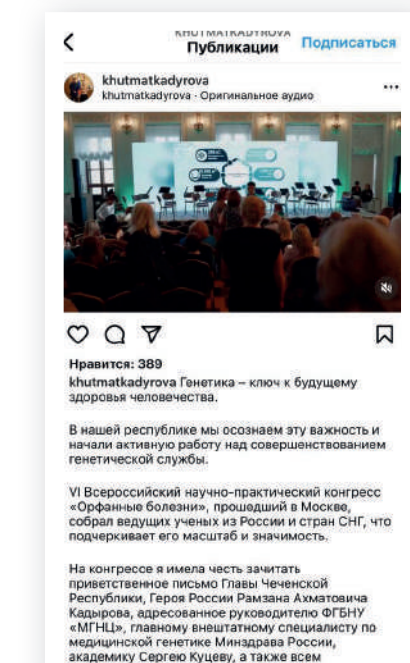 KHUTMATKADYROVA
Публикации
Подписаться
khutmatkadyrova
khutmatkadyrova · Оригинальное аудио
Нравится: 389
khutmatkadyrova Генетика – ключ к будущему
здоровья человечества.
В нашей республике мы осознаем эту важность и
начали активную работу над совершенствованием
генетической службы.
VI Всероссийский научно-практический конгресс
«Орфанные болезни», прошедший в Москве,
собрал ведущих ученых из России и стран СНГ, что
подчеркивает его масштаб и значимость.
На конгрессе я имела честь зачитать
приветственное письмо Главы Чеченской
Республики, Героя России Рамзана Ахматовича
Кадырова, адресованное руководителю ФГБНУ
«МГНЦ», главному внештатному специалисту по
медицинской генетике Минздрава России,
академику Сергею Куцеву, а также всем